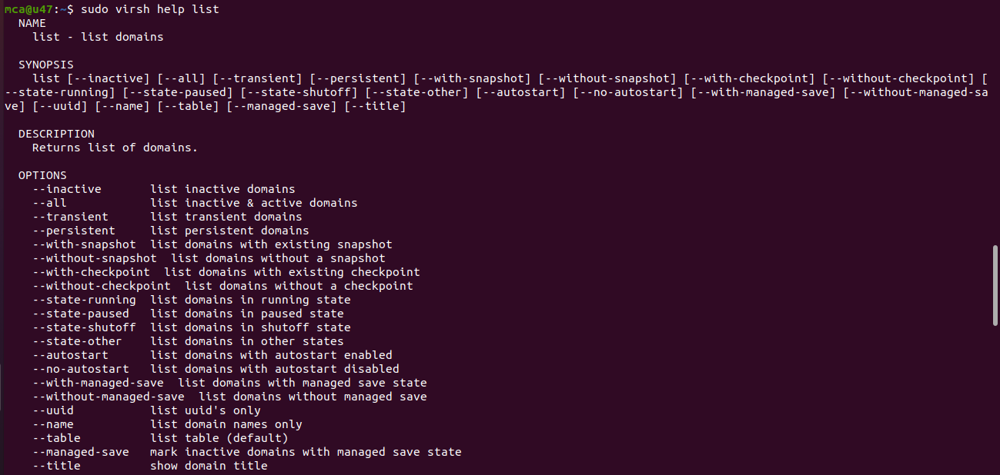 mca@u47:~$ sudo virsh help list
  NAME
    list - list domains

  SYNOPSIS
    list [--inactive] [--all] [--transient] [--persistent] [--with-snapshot] [--without-snapshot] [--with-checkpoint] [--without-checkpoint] [
--state-running] [--state-paused] [--state-shutoff] [--state-other] [--autostart] [--no-autostart] [--with-managed-save] [--without-managed-sa
ve] [--uuid] [--name] [--table] [--managed-save] [--title]

  DESCRIPTION
    Returns list of domains.

  OPTIONS
    --inactive       list inactive domains
    --all            list inactive & active domains
    --transient      list transient domains
    --persistent     list persistent domains
    --with-snapshot  list domains with existing snapshot
    --without-snapshot  list domains without a snapshot
    --with-checkpoint  list domains with existing checkpoint
    --without-checkpoint  list domains without a checkpoint
    --state-running  list domains in running state
    --state-paused   list domains in paused state
    --state-shutoff  list domains in shutoff state
    --state-other    list domains in other states
    --autostart      list domains with autostart enabled
    --no-autostart   list domains with autostart disabled
    --with-managed-save  list domains with managed save state
    --without-managed-save  list domains without managed save
    --uuid           list uuid's only
    --name           list domain names only
    --table          list table (default)
    --managed-save   mark inactive domains with managed save state
    --title          show domain title